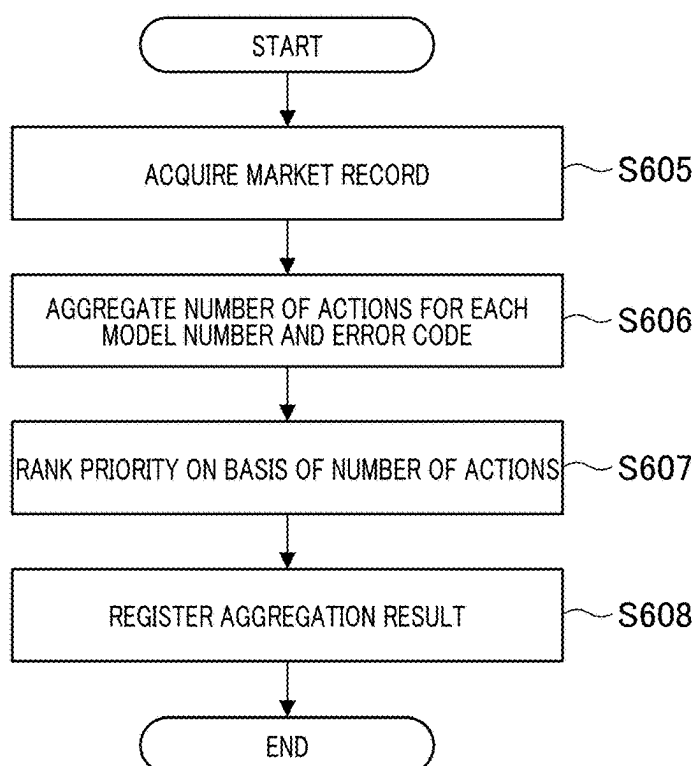 START
ACQUIRE MARKET RECORD
S605
AGGREGATE NUMBER OF ACTIONS FOR EACH
MODEL NUMBER AND ERROR CODE
S606
RANK PRIORITY ON BASIS OF NUMBER OF ACTIONS
S607
REGISTER AGGREGATION RESULT
S608
END